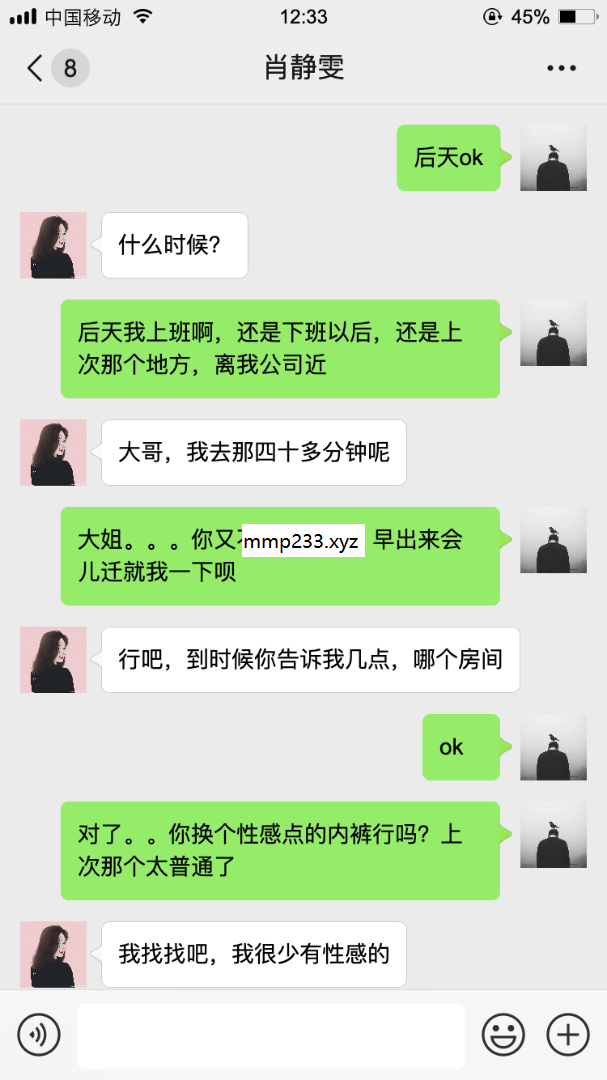 中国移动 12:33 45%
8 肖静雯
后天ok
什么时候？
后天我上班啊，还是下班以后，还是上
次那个地方，离我公司近
大哥，我去那四十多分钟呢
大姐。。。你又 mmp233.xyz 早出来会
儿迁就我一下呗
行吧，到时候你告诉我几点，哪个房间
ok
对了。。你换个性感点的内裤行吗？上
次那个太普通了
我找找吧，我很少有性感的